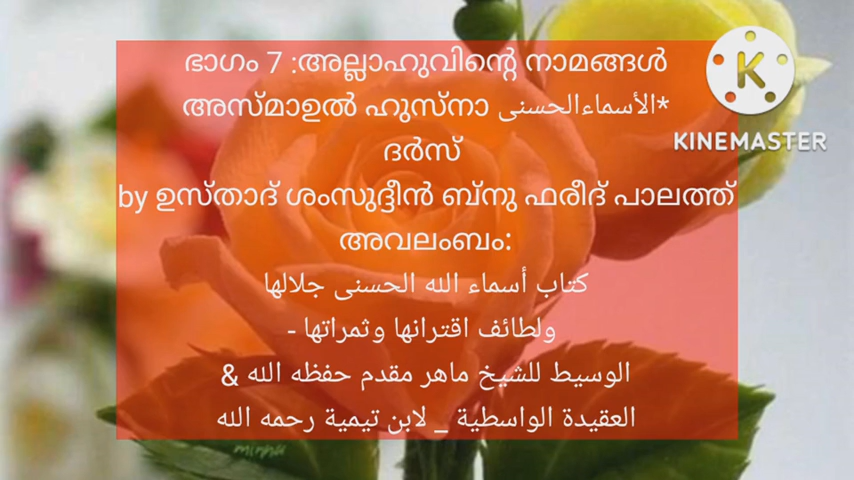 ഭാഗം 7 :അല്ലാഹുവിന്റെ നാമങ്ങൾ
അസ്മാഉൽ ഹുസ്നാ الأسماءالحسنى*
ദർസ്
by ഉസ്താദ് ശംസുദ്ദീൻ ബ്നു ഫരീദ് പാലത്ത്
അവലംബം:
كتاب أسماء الله الحسنى جلالها
ولطائف اقترانها وثمراتها -
الوسيط للشيخ ماهر مقدم حفظه الله &
العقيدة الواسطية _ لابن تيمية رحمه الله
KINEMASTER
minnu